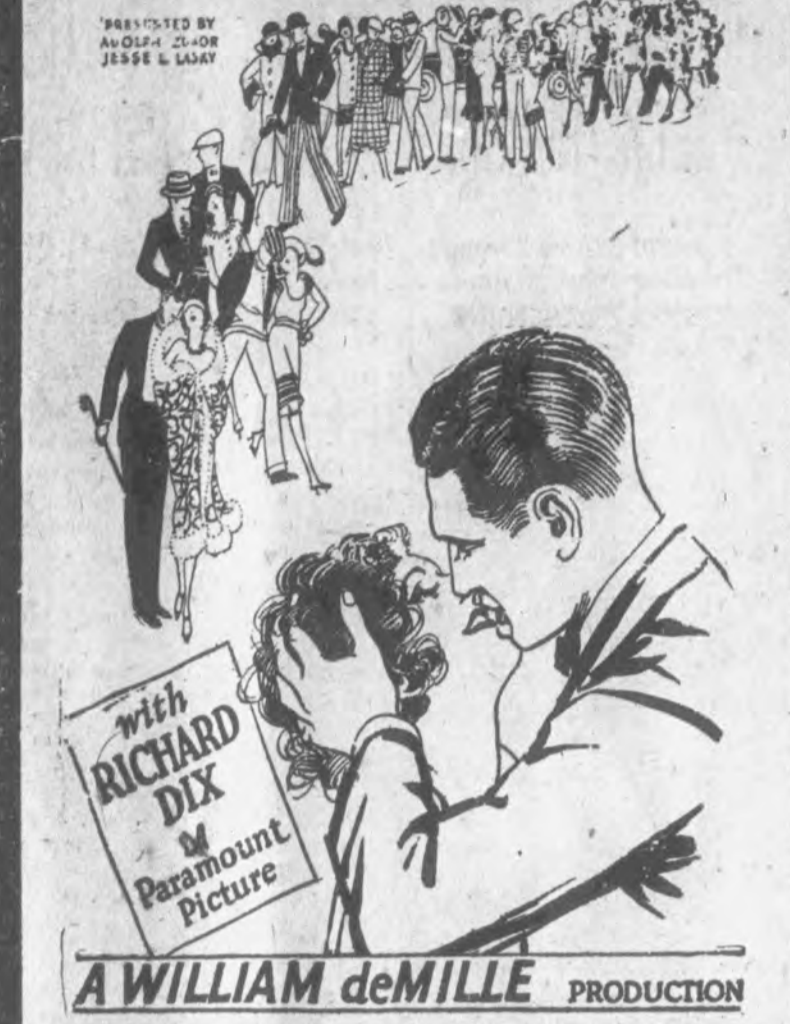 PRESENTED BY
ADOLPH ZUKOR
JESSE L. LASKY
with
RICHARD
DIX
a
Paramount
Picture
A WILLIAM deMILLE PRODUCTION